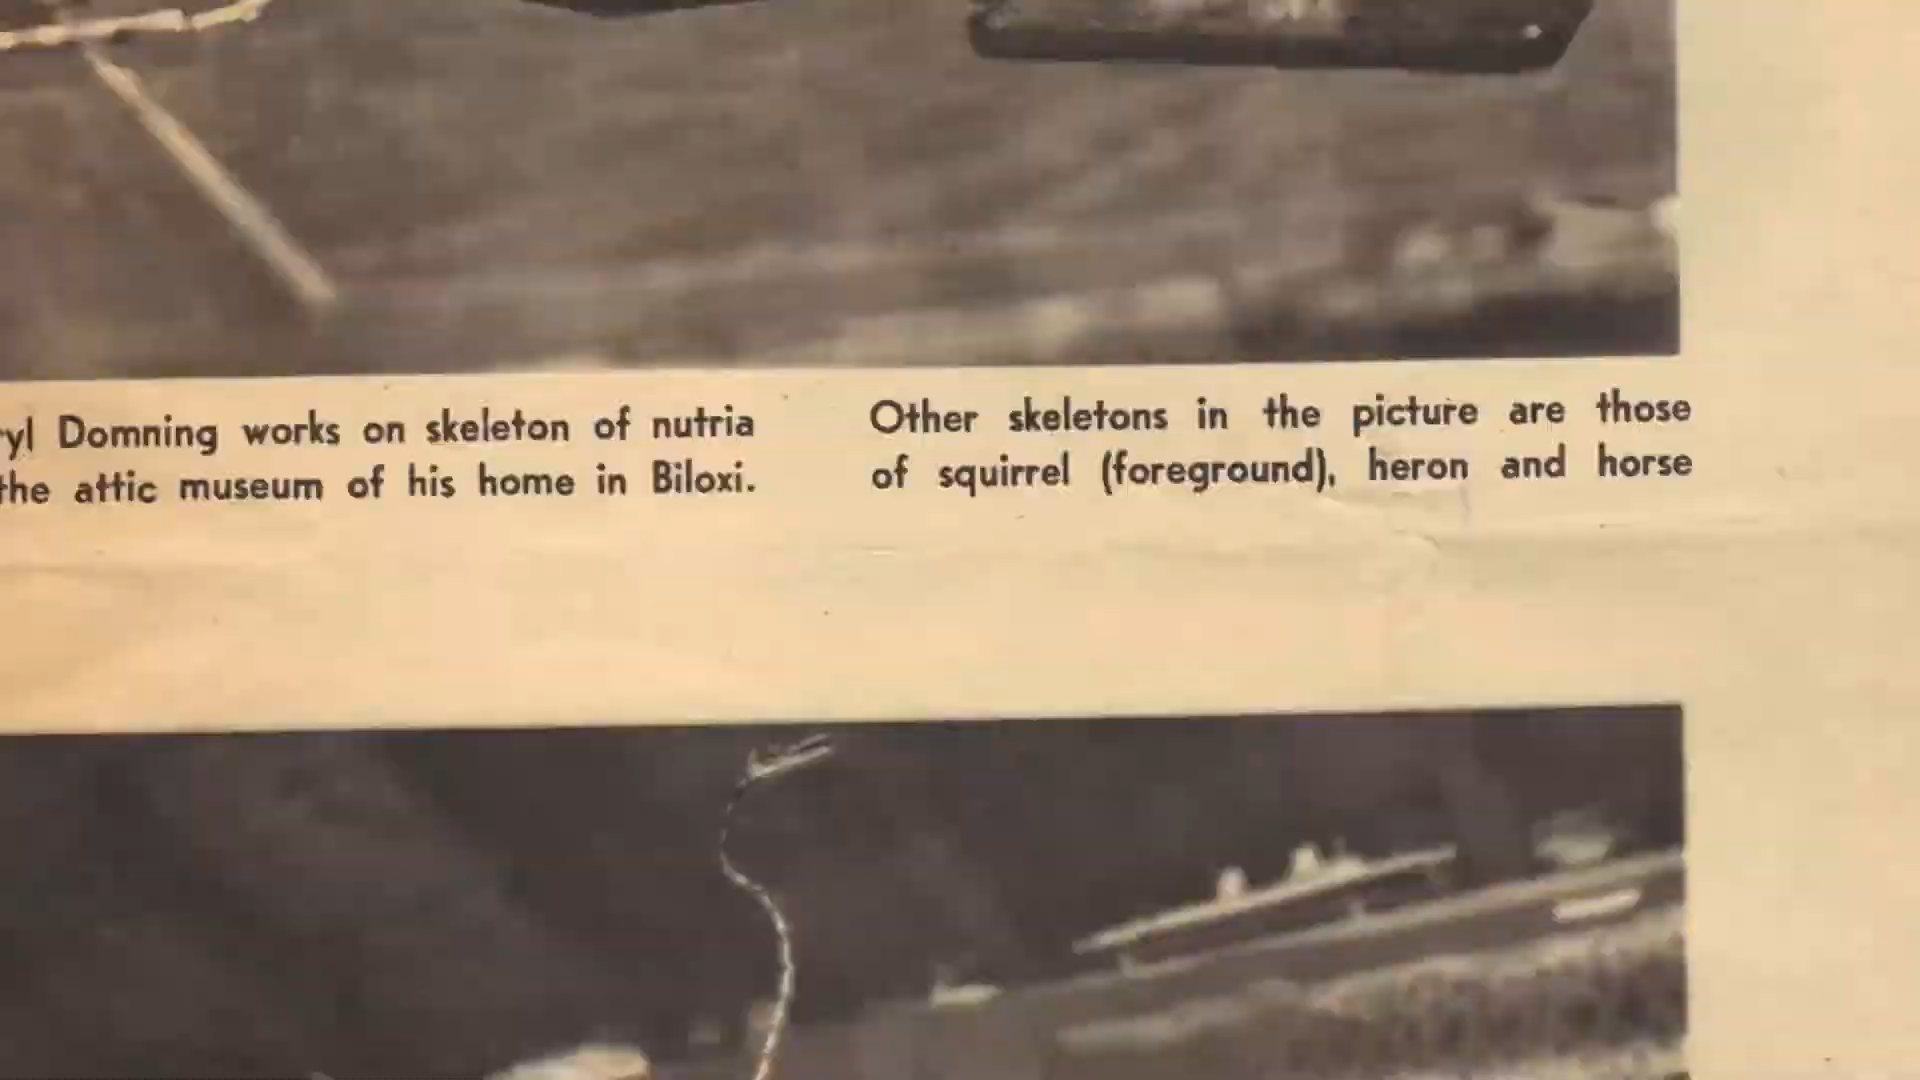 ryl Domning works on skeleton of nutria
the attic museum of his home in Biloxi.
Other skeletons in the picture are those
of squirrel (foreground), heron and horse